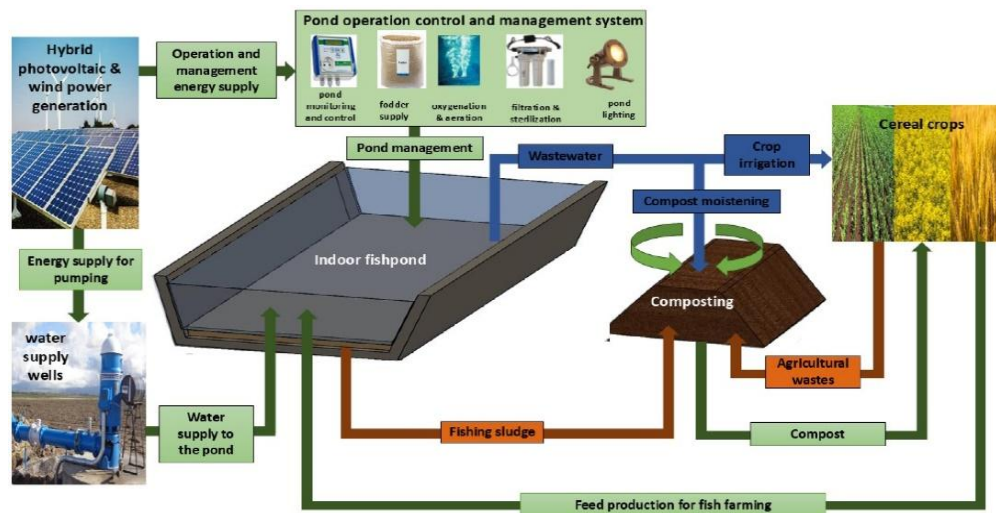 Pond operation control and management system
Hybrid
photovoltaic &
wind power
generation
Operation and
management
energy supply
pond
monitoring
and control
fodder
supply
oxygenation
& aeration
filtration &
sterilization
pond
lighting
Cereal crops
Pond management
Wastewater
Crop
irrigation
Compost moistening
Energy supply for
pumping
Indoor fishpond
Composting
water
supply
wells
Agricultural
wastes
Water
supply to
the pond
Fishing sludge
Compost
Feed production for fish farming